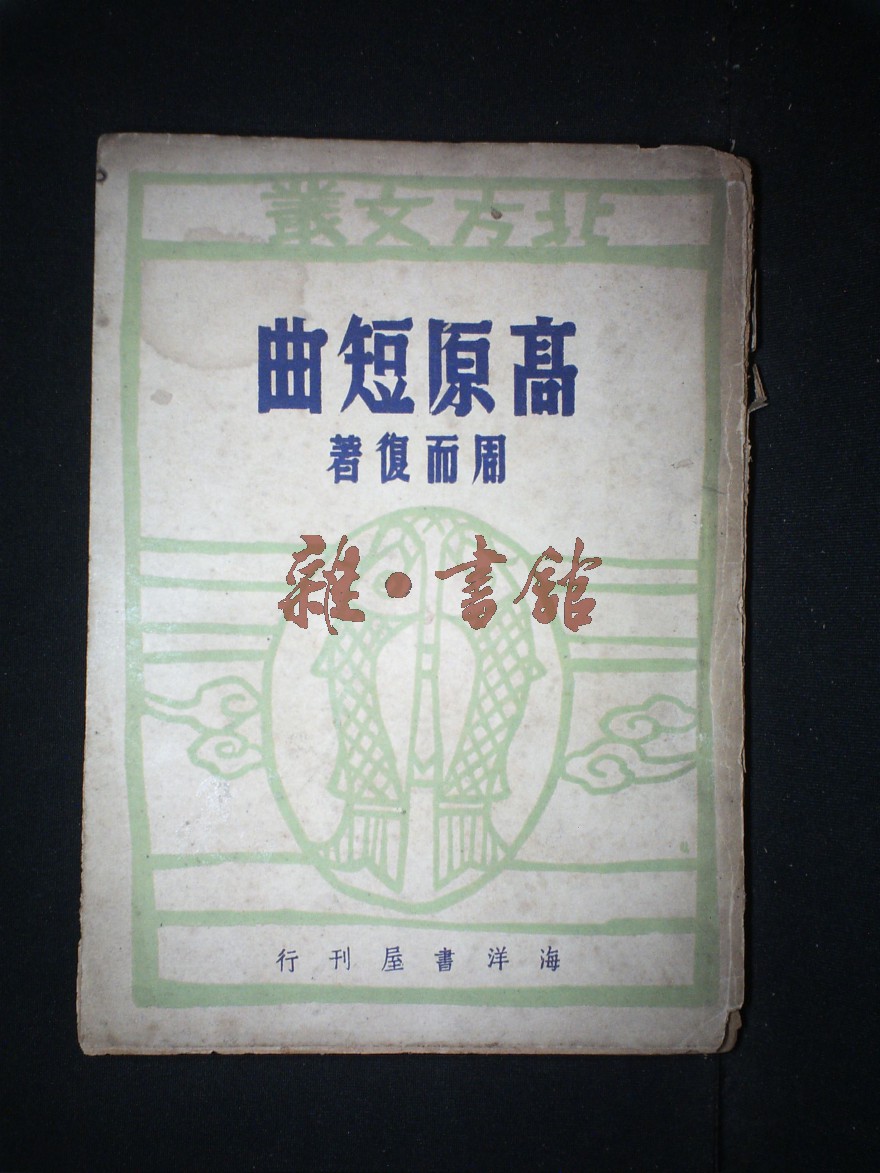 北方文叢
高原短曲
周而復著
雜·書館
海洋書屋刊行